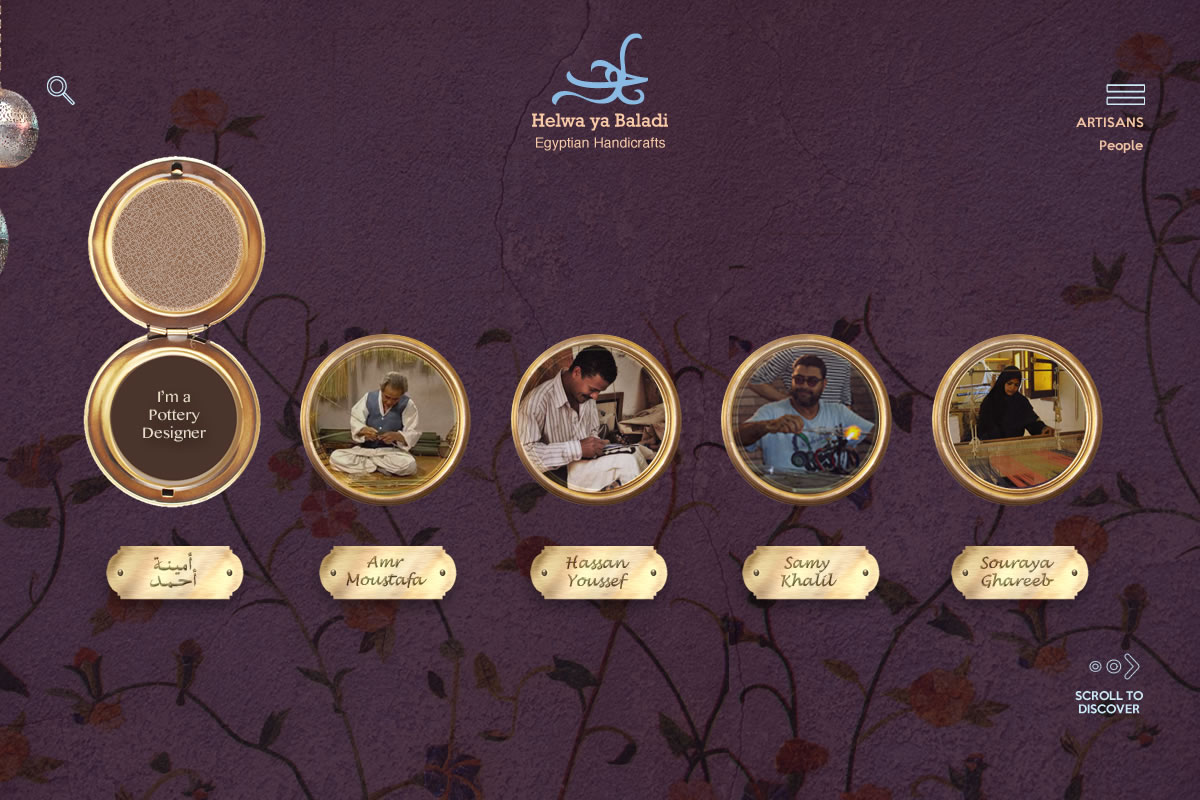 Helwa ya Baladi
Egyptian Handicrafts
ARTISANS
People
I'm a
Pottery
Designer
أمينة
أحمد
Amr
Moustafa
Hassan
Youssef
Samy
Khalil
Souraya
Ghareeb
SCROLL TO
DISCOVER